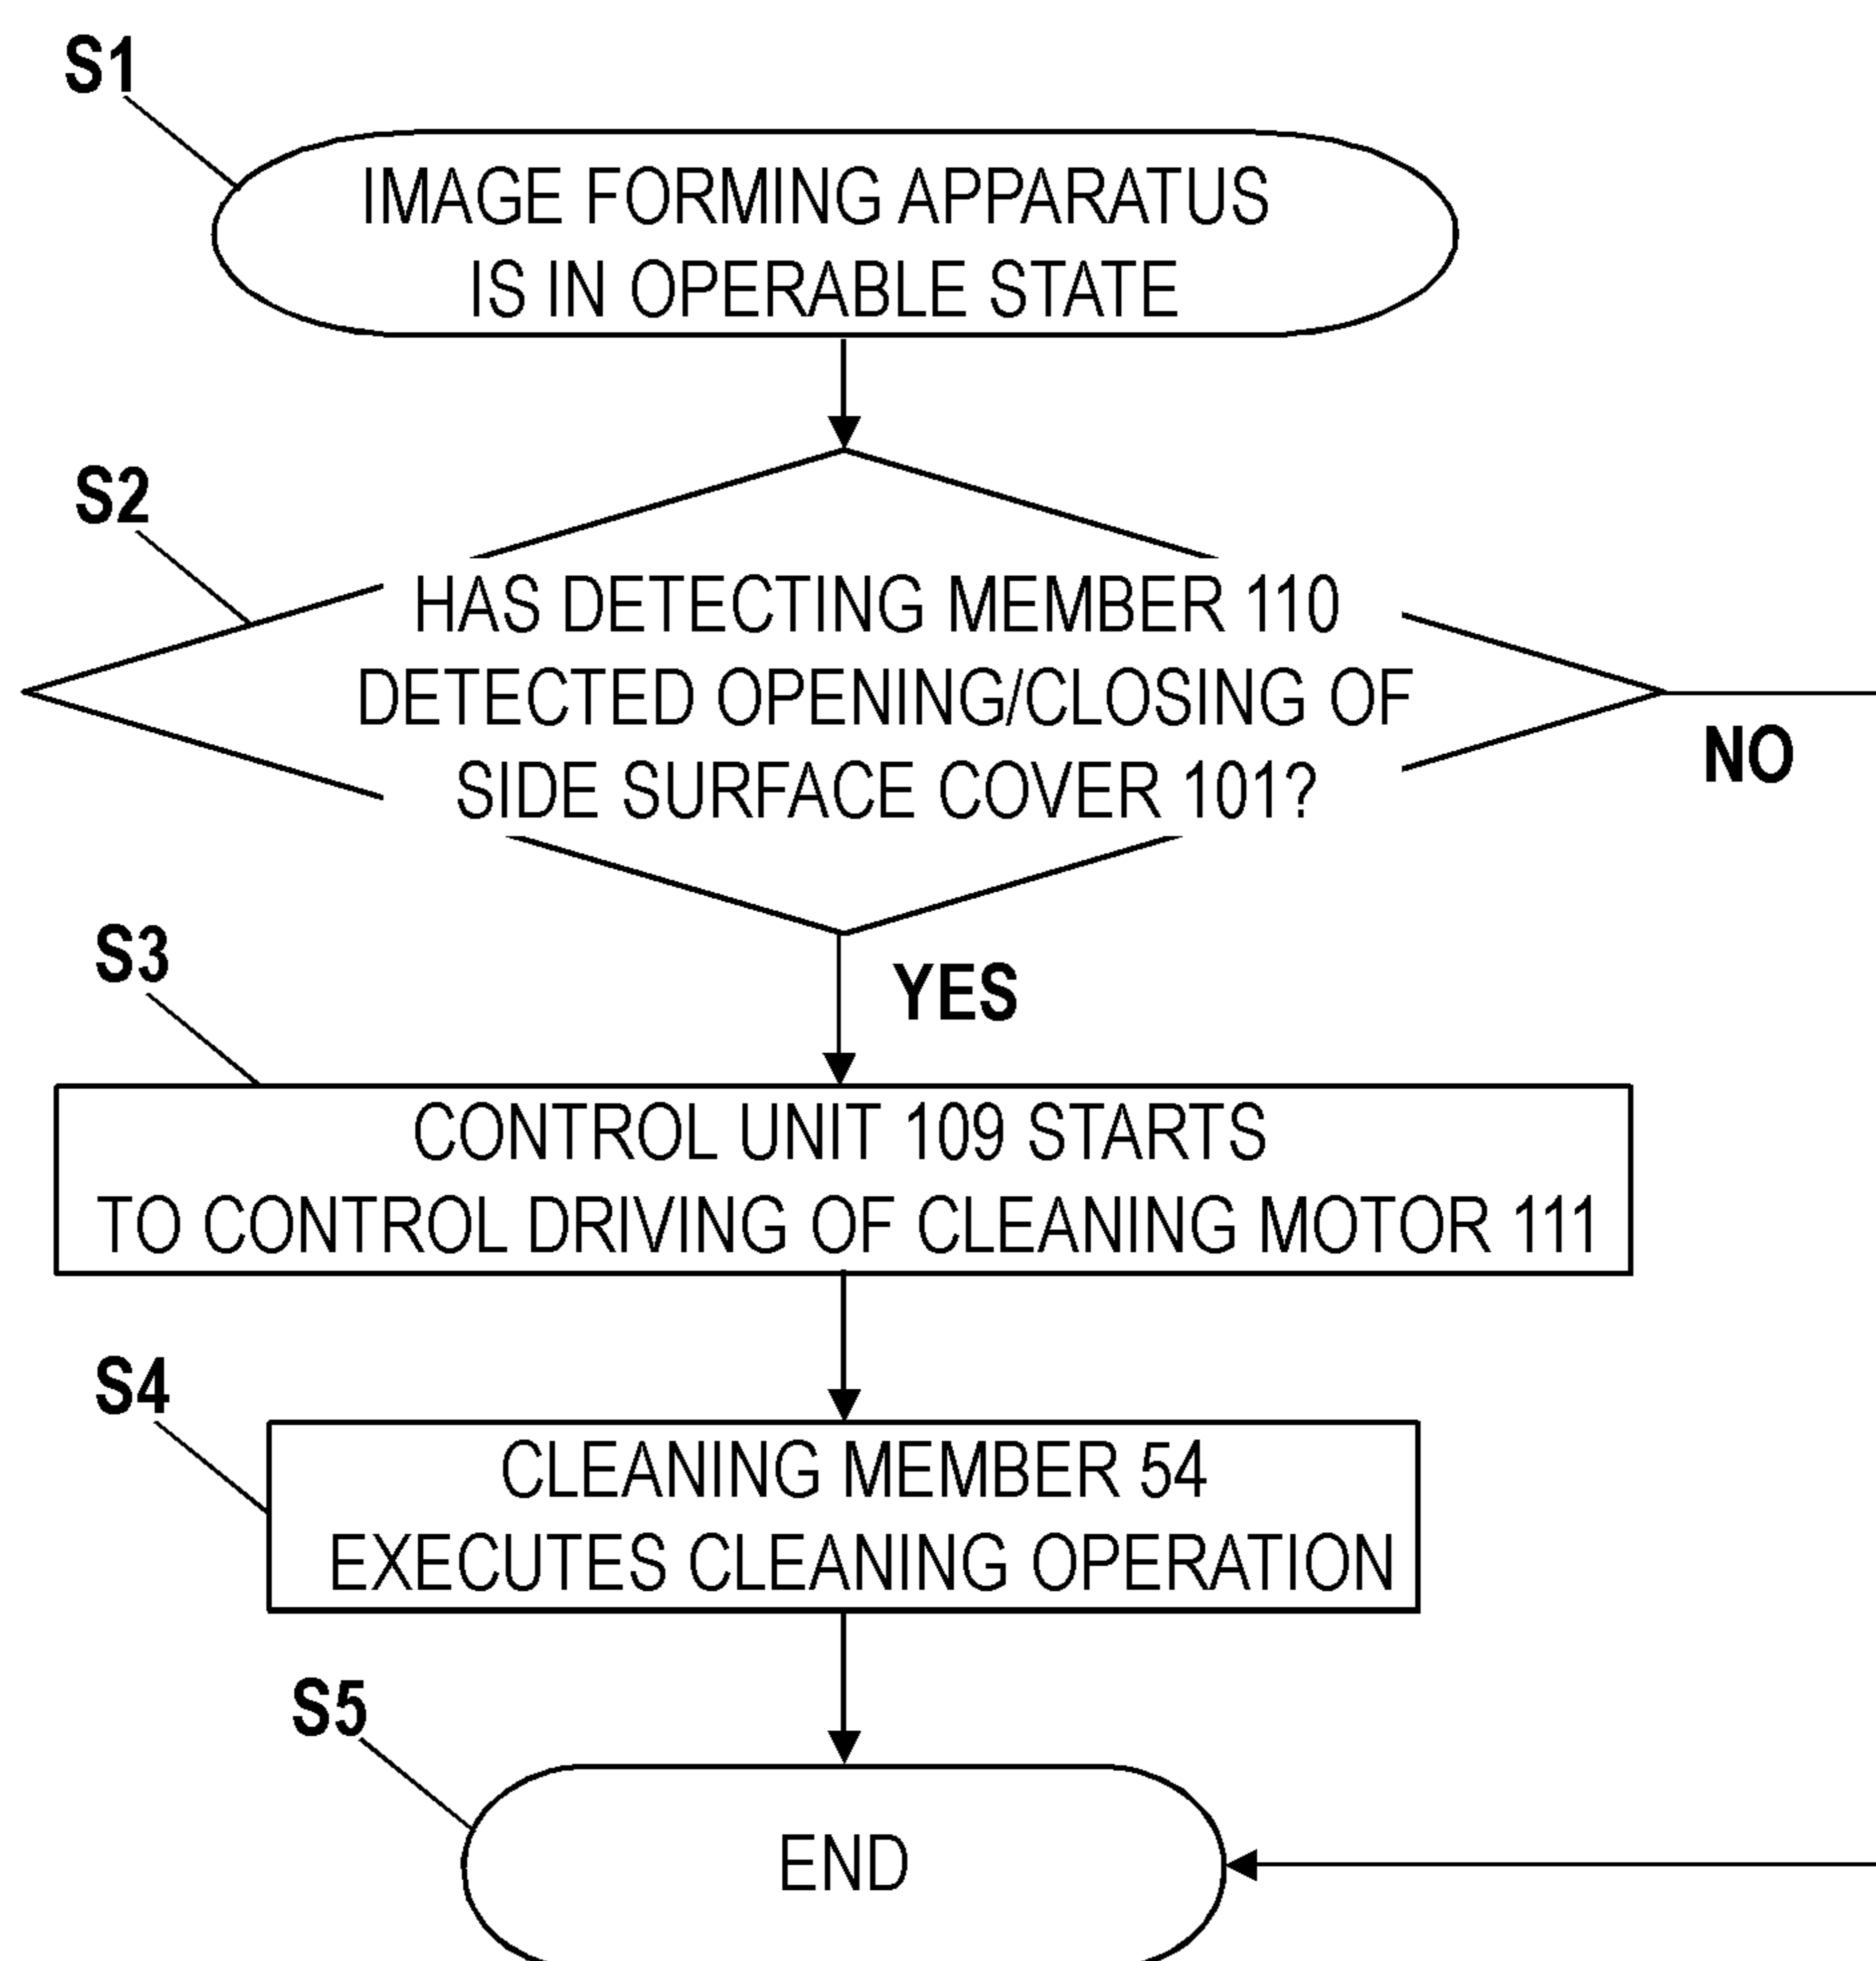 S1
IMAGE FORMING APPARATUS
IS IN OPERABLE STATE
S2
HAS DETECTING MEMBER 110
DETECTED OPENING/CLOSING OF
SIDE SURFACE COVER 101?
NO
YES
S3
CONTROL UNIT 109 STARTS
TO CONTROL DRIVING OF CLEANING MOTOR 111
S4
CLEANING MEMBER 54
EXECUTES CLEANING OPERATION
S5
END